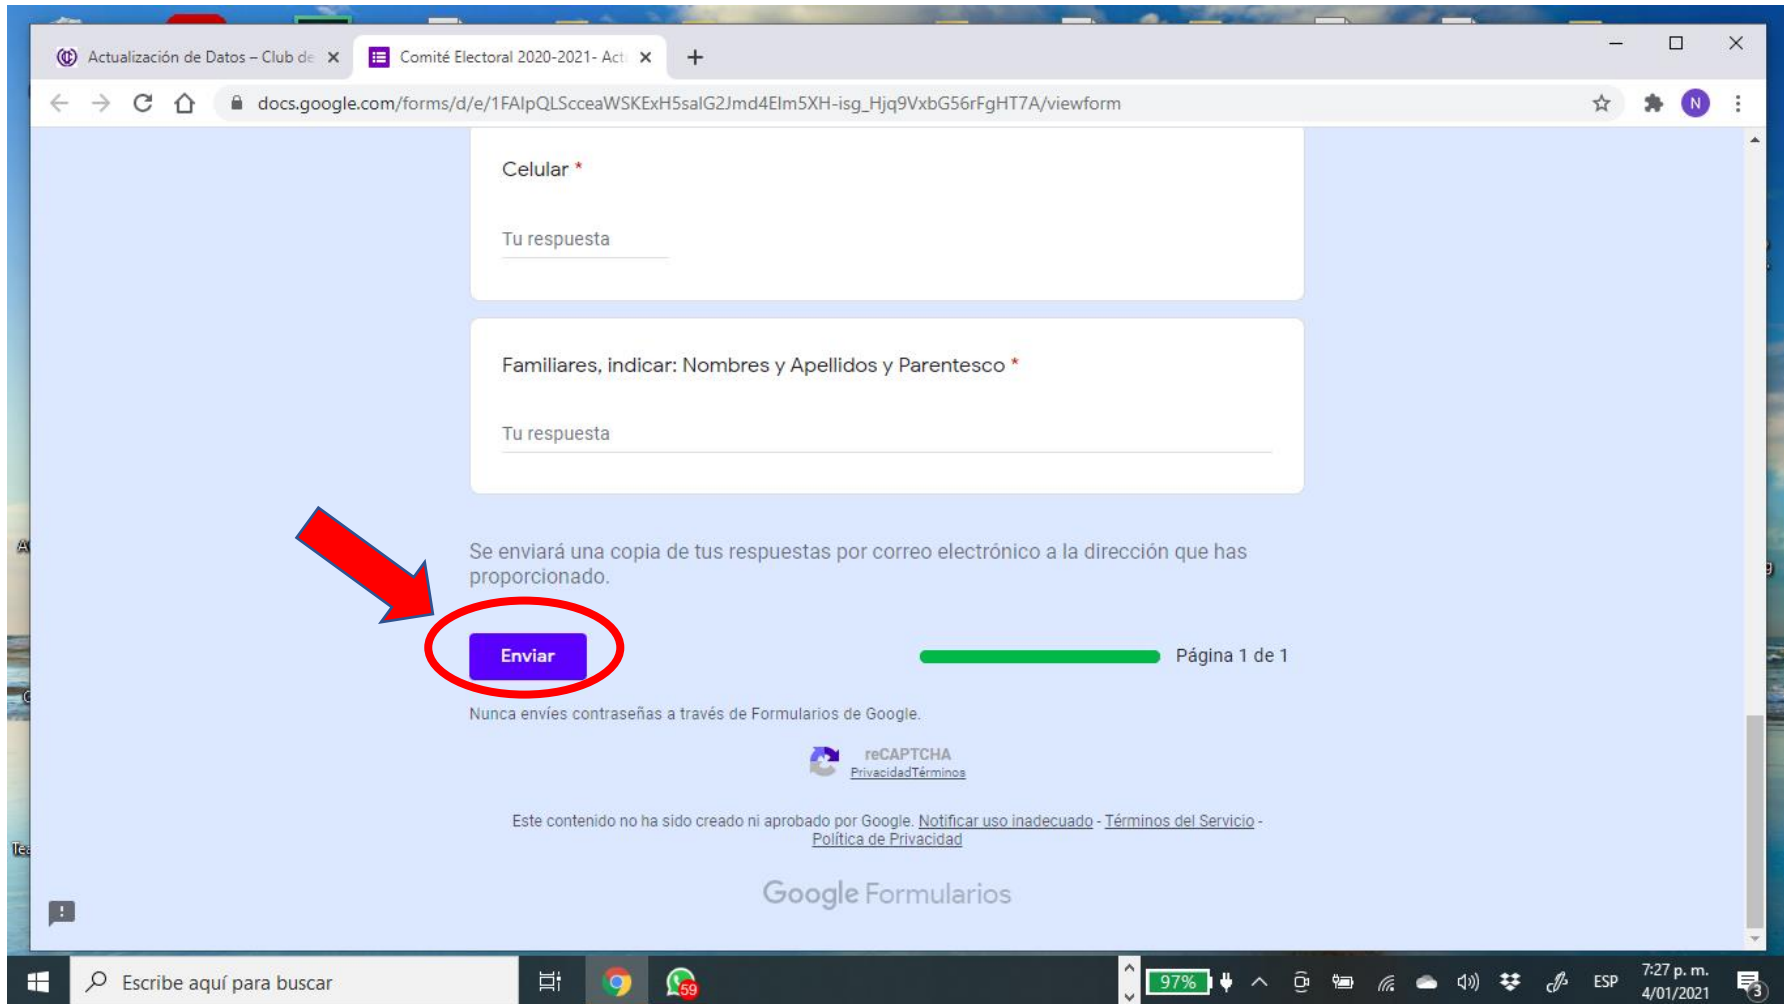 Actualización de Datos – Club de
Comité Electoral 2020-2021- Act
docs.google.com/forms/d/e/1FAIpQLScceaWSKExH5salG2Jmd4Elm5XH-isg_Hjq9VxbG56rFgHT7A/viewform
N
Celular *
Tu respuesta
Familiares, indicar: Nombres y Apellidos y Parentesco *
Tu respuesta
Se enviará una copia de tus respuestas por correo electrónico a la dirección que has
proporcionado.
Enviar
Página 1 de 1
Nunca envíes contraseñas a través de Formularios de Google.
reCAPTCHA
PrivacidadTérminos
Este contenido no ha sido creado ni aprobado por Google. Notificar uso inadecuado - Términos del Servicio -
Política de Privacidad
Google Formularios
Escribe aquí para buscar
59
97%
ESP
7:27 p. m.
4/01/2021
3